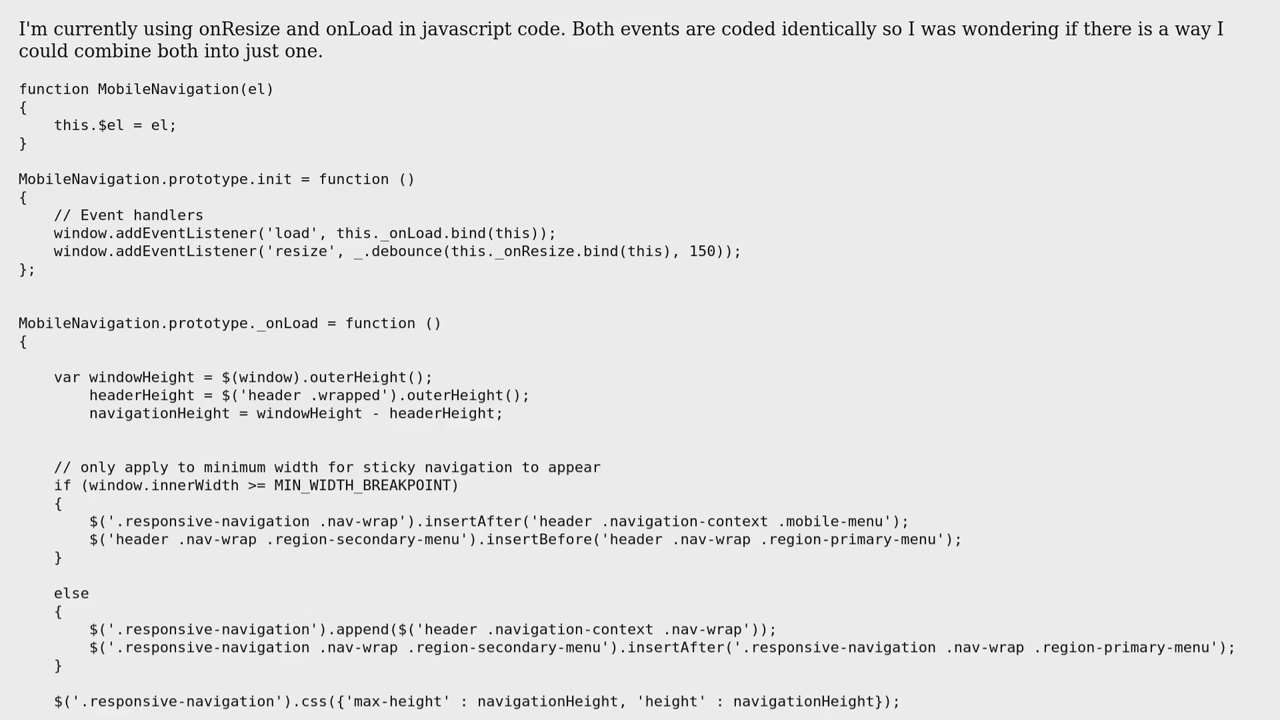 I'm currently using onResize and onLoad in javascript code. Both events are coded identically so I was wondering if there is a way I
could combine both into just one.
function MobileNavigation(el)
{
    this.$el = el;
}
MobileNavigation.prototype.init = function ()
{
    // Event handlers
    window.addEventListener('load', this._onLoad.bind(this));
    window.addEventListener('resize', _.debounce(this._onResize.bind(this), 150));
};
MobileNavigation.prototype._onLoad = function ()
{
    var windowHeight = $(window).outerHeight();
        headerHeight = $('header .wrapped').outerHeight();
        navigationHeight = windowHeight - headerHeight;
    // only apply to minimum width for sticky navigation to appear
    if (window.innerWidth >= MIN_WIDTH_BREAKPOINT)
    {
        $('.responsive-navigation .nav-wrap').insertAfter('header .navigation-context .mobile-menu');
        $('header .nav-wrap .region-secondary-menu').insertBefore('header .nav-wrap .region-primary-menu');
    }
    else
    {
        $('.responsive-navigation').append($('header .navigation-context .nav-wrap'));
        $('.responsive-navigation .nav-wrap .region-secondary-menu').insertAfter('.responsive-navigation .nav-wrap .region-primary-menu');
    }
    $('.responsive-navigation').css({'max-height' : navigationHeight, 'height' : navigationHeight});